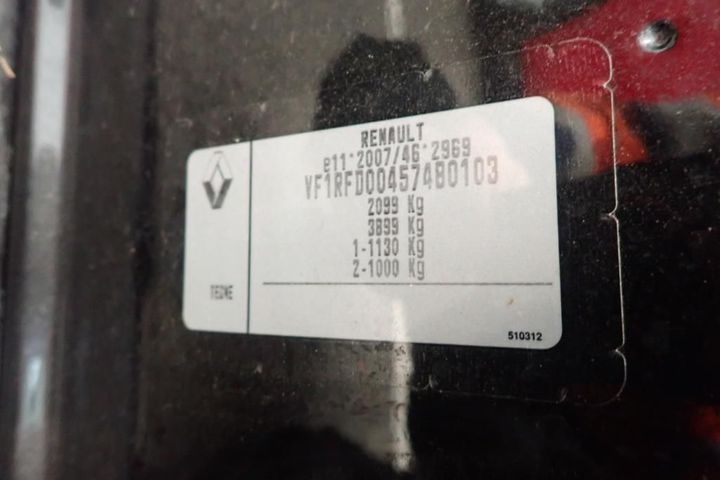 RENAULT
e11*2007/46*2969
VF1RFD00457480103
2099 Kg
3899 Kg
1-1130 Kg
2-1000 Kg
510312